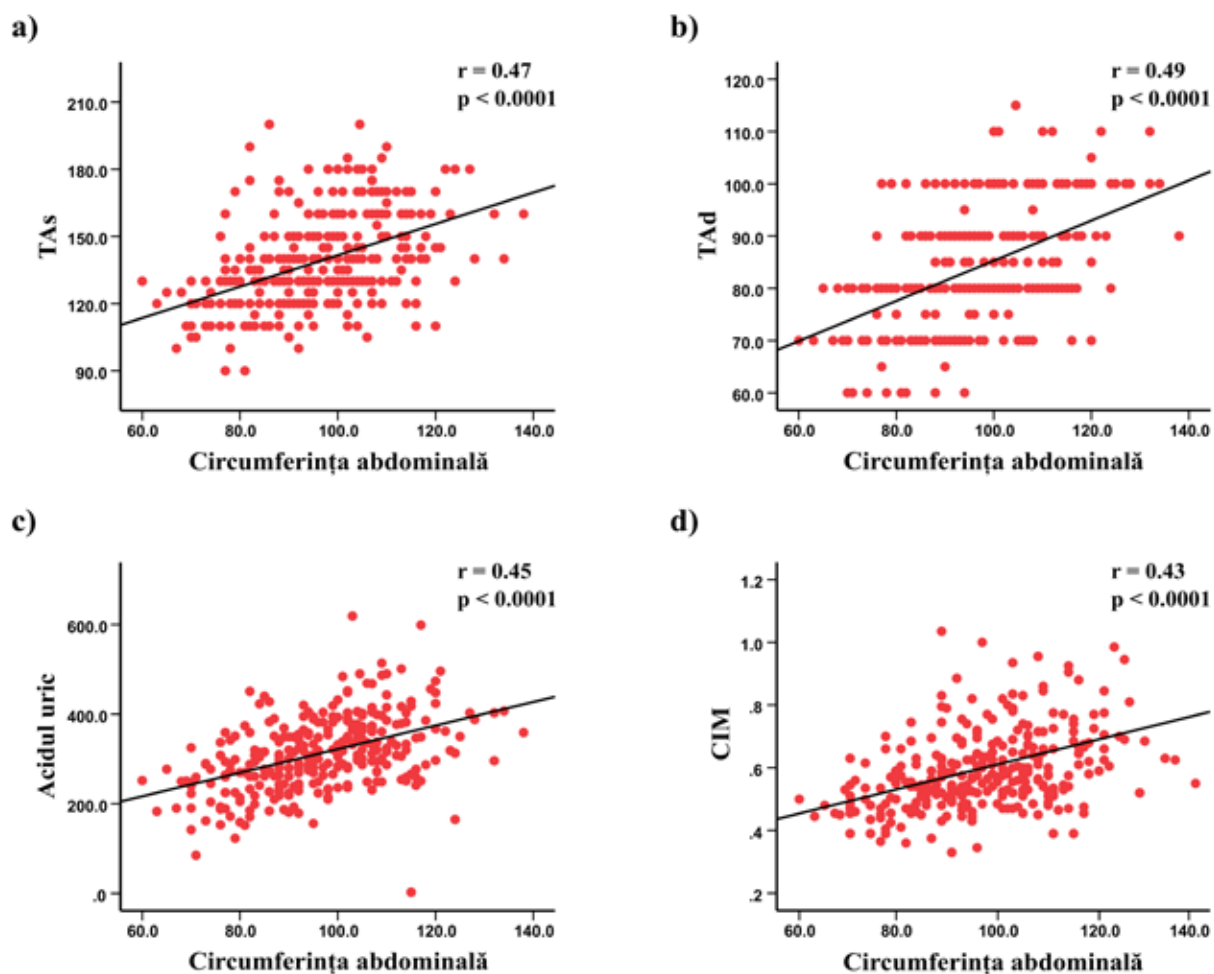 a)
r = 0.47
p < 0.0001
TAs
210.0
180.0
150.0
120.0
90.0
60.0 80.0 100.0 120.0 140.0
Circumferința abdominală
b)
r = 0.49
p < 0.0001
TAd
120.0
110.0
100.0
90.0
80.0
70.0
60.0
60.0 80.0 100.0 120.0 140.0
Circumferința abdominală
c)
r = 0.45
p < 0.0001
Acidul uric
600.0
400.0
200.0
.0
60.0 80.0 100.0 120.0 140.0
Circumferința abdominală
d)
r = 0.43
p < 0.0001
CIM
1.2
1.0
.8
.6
.4
.2
60.0 80.0 100.0 120.0 140.0
Circumferința abdominală